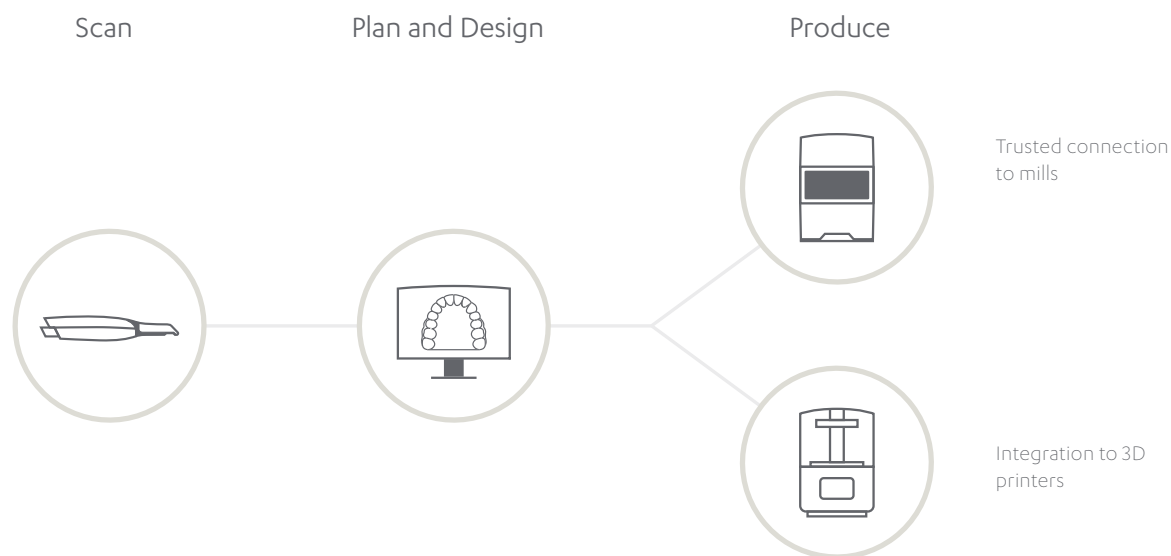 Scan
Plan and Design
Produce
Trusted connection
to mills
Integration to 3D
printers